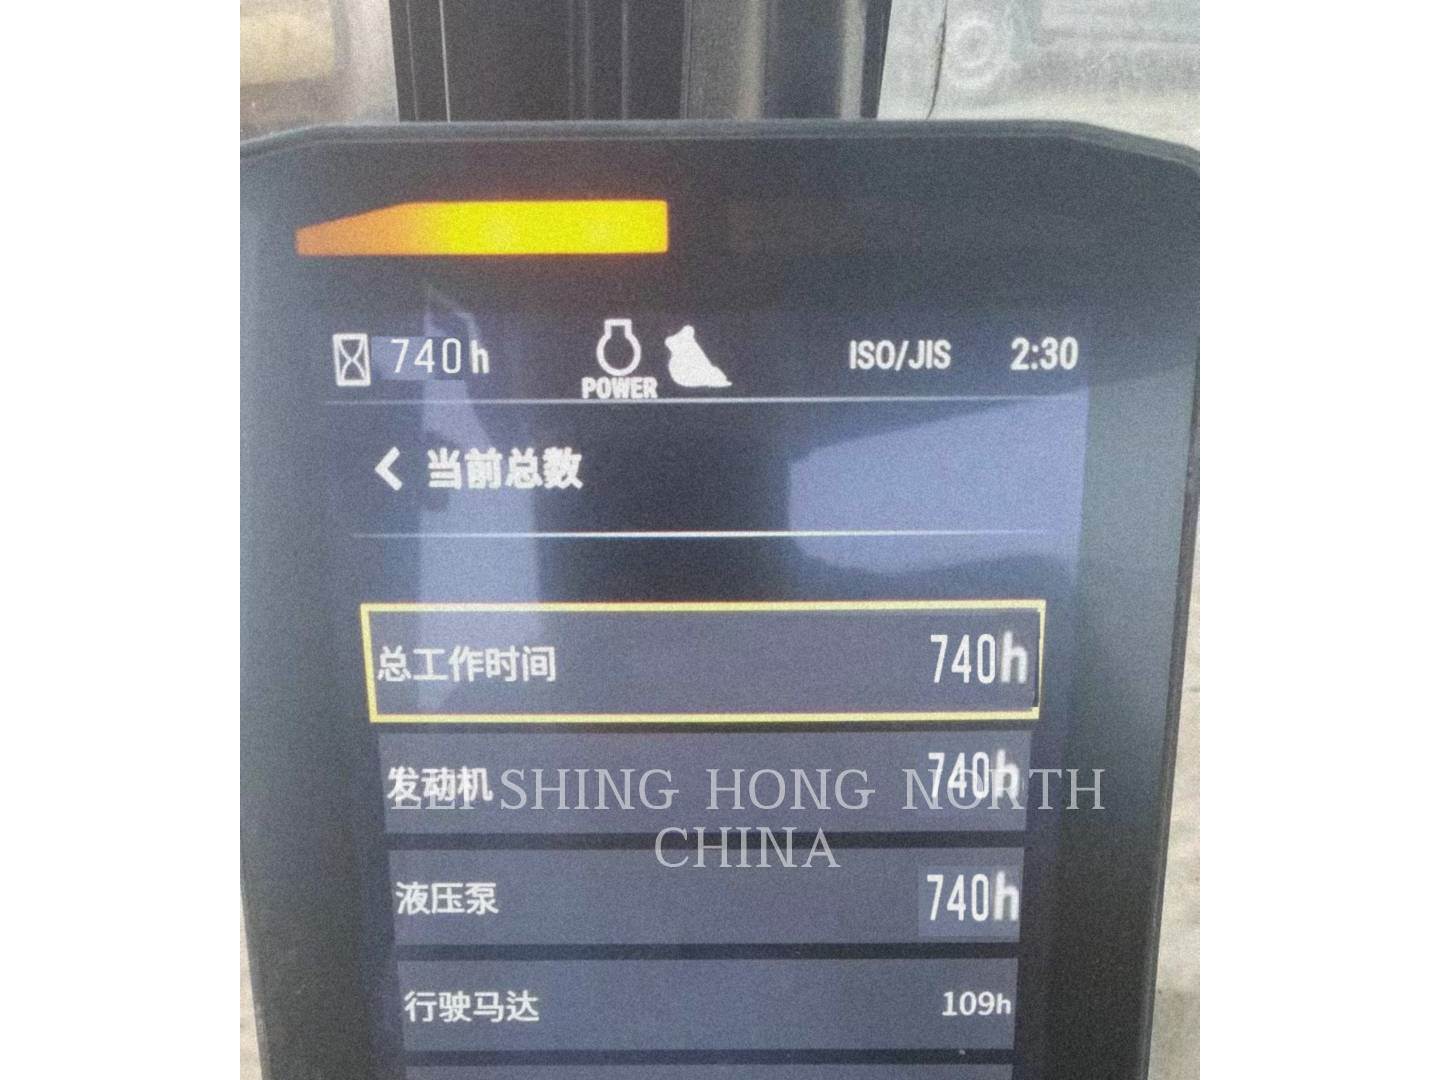 740h
POWER
ISO/JIS
2:30
当前总数
总工作时间 740h
发动机 740h
LEI SHING HONG NORTH
CHINA
液压泵 740h
行驶马达 109h